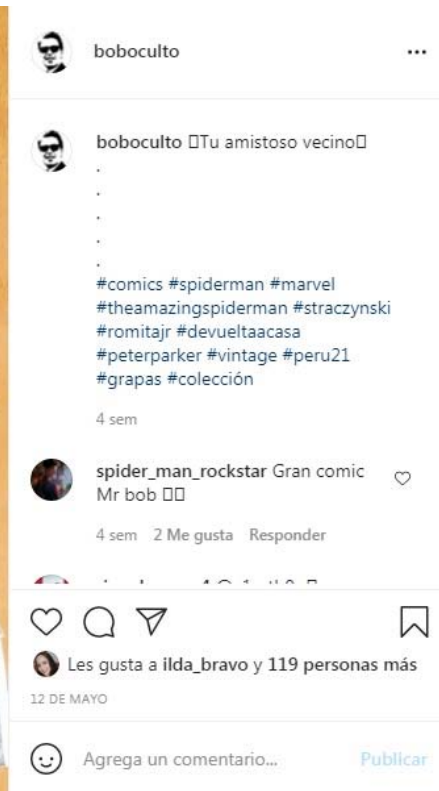 boboculto
boboculto Tu amistoso vecino
.
.
.
.
.
#comics #spiderman #marvel
#theamazingspiderman #straczynski
#romitajr #devueltaacasa
#peterparker #vintage #peru21
#grapas #colección
4 sem
spider_man_rockstar Gran comic
Mr bob
4 sem 2 Me gusta Responder
Les gusta a ilda_bravo y 119 personas más
12 DE MAYO
Agrega un comentario... Publicar